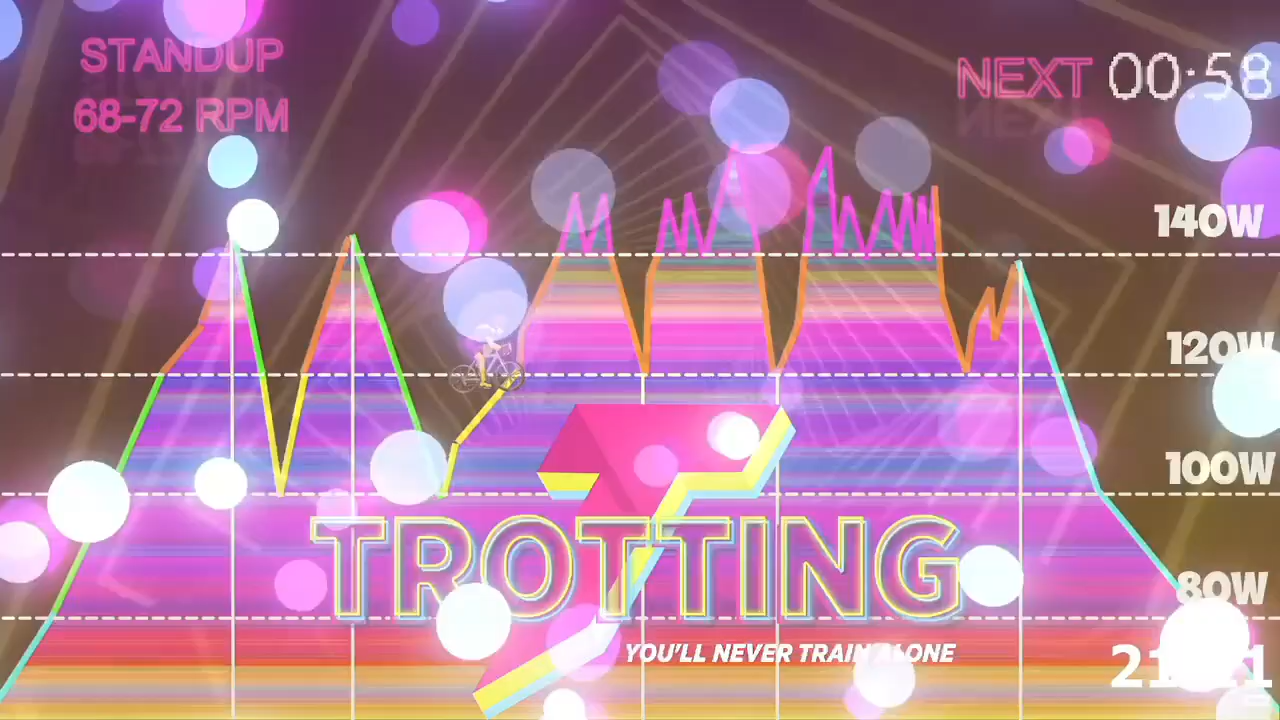 STANDUP
68-72 RPM
NEXT 00:58
140W
120W
100W
80W
TROTTING
YOU'LL NEVER TRAIN ALONE